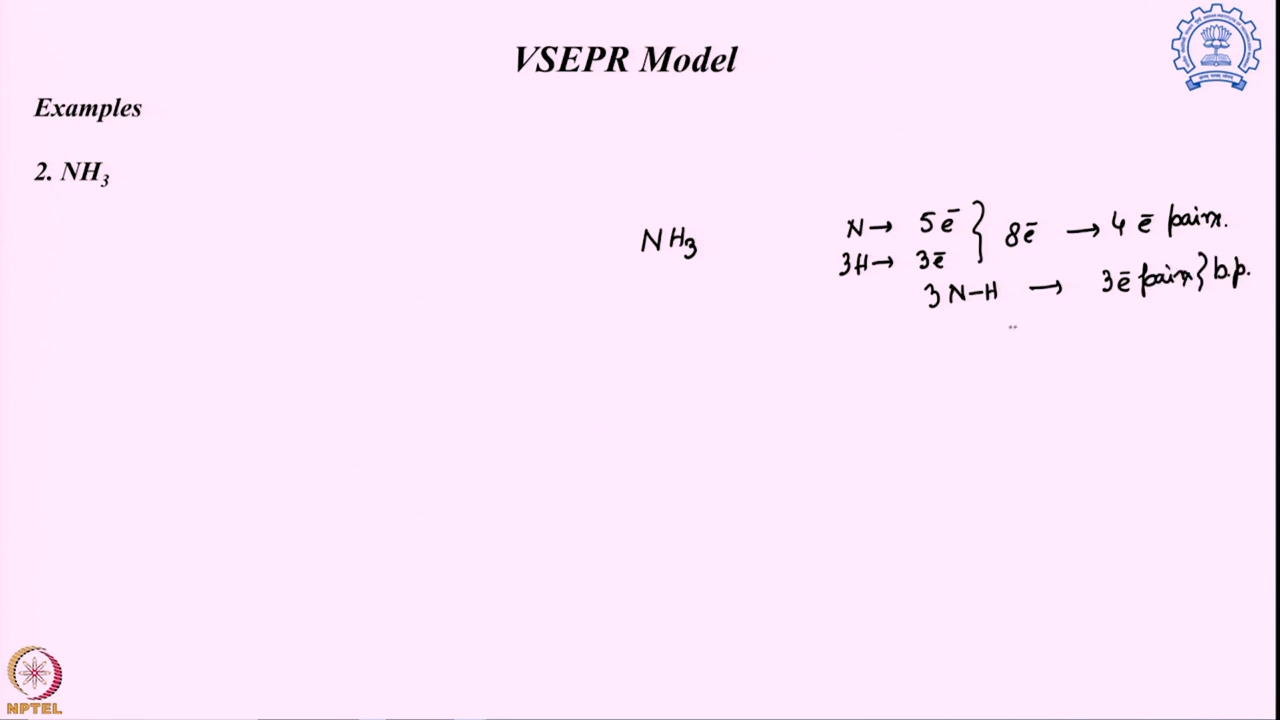 VSEPR Model
Examples
2. NH₃
NH₃
N → 5ē } 8ē → 4 ē pairs.
3H → 3ē
3 N-H → 3ē pairs} b.p.
NPTEL